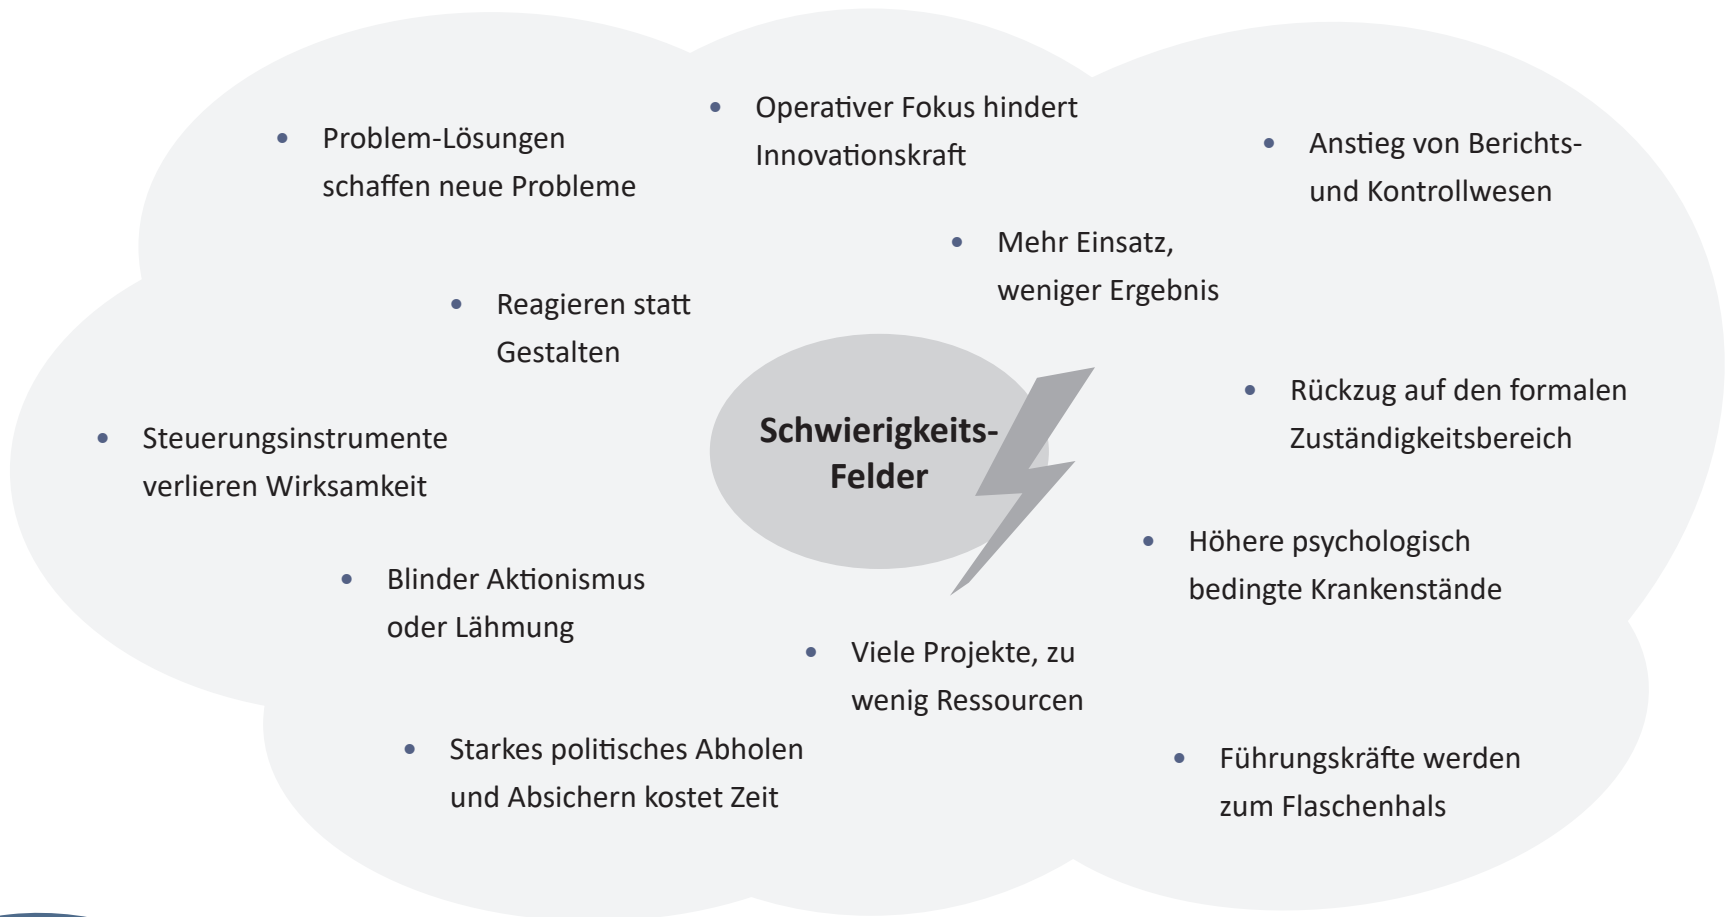 Problem-Lösungen
schaffen neue Probleme
Operativer Fokus hindert
Innovationskraft
Anstieg von Berichts-
und Kontrollwesen
Mehr Einsatz,
weniger Ergebnis
Reagieren statt
Gestalten
Schwierigkeits-
Felder
Rückzug auf den formalen
Zuständigkeitsbereich
Steuerungsinstrumente
verlieren Wirksamkeit
Höhere psychologisch
bedingte Krankenstände
Blinder Aktionismus
oder Lähmung
Viele Projekte, zu
wenig Ressourcen
Starkes politisches Abholen
und Absichern kostet Zeit
Führungskräfte werden
zum Flaschenhals